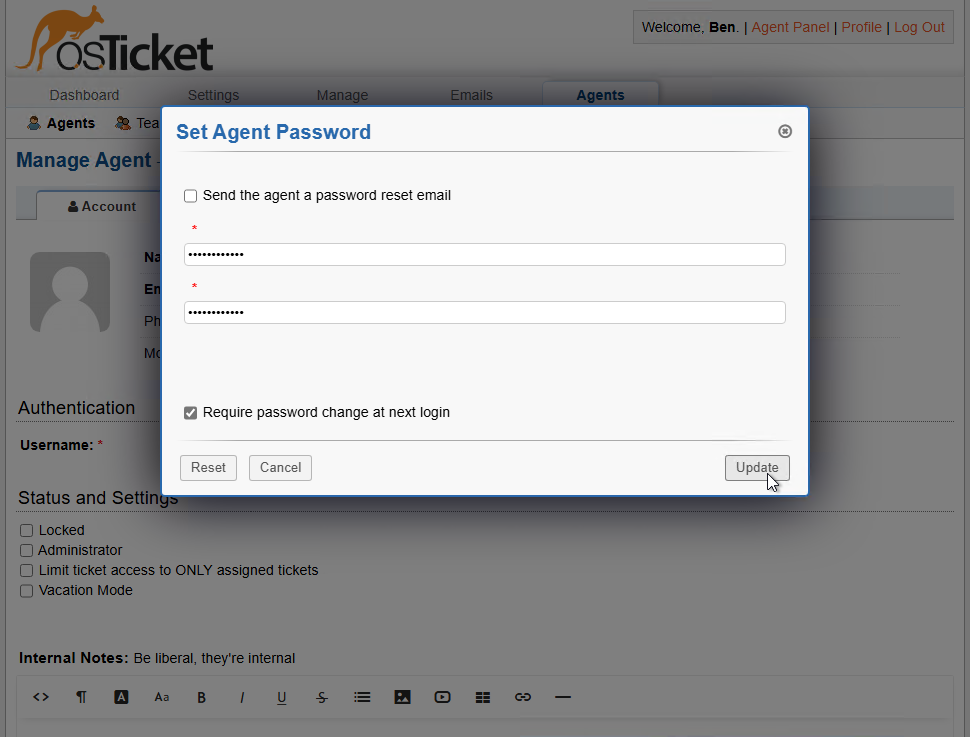 osTicket
Welcome, Ben. | Agent Panel | Profile | Log Out
Dashboard Settings Manage Emails Agents
Agents Tea
Manage Agent -
Set Agent Password
Account
Send the agent a password reset email
*
••••••••••••
*
••••••••••••
Na
En
Ph
Mo
Require password change at next login
Authentication
Username: *
Reset Cancel Update
Status and Settings
Locked
Administrator
Limit ticket access to ONLY assigned tickets
Vacation Mode
Internal Notes: Be liberal, they're internal
<> ¶ A Aa B I U S